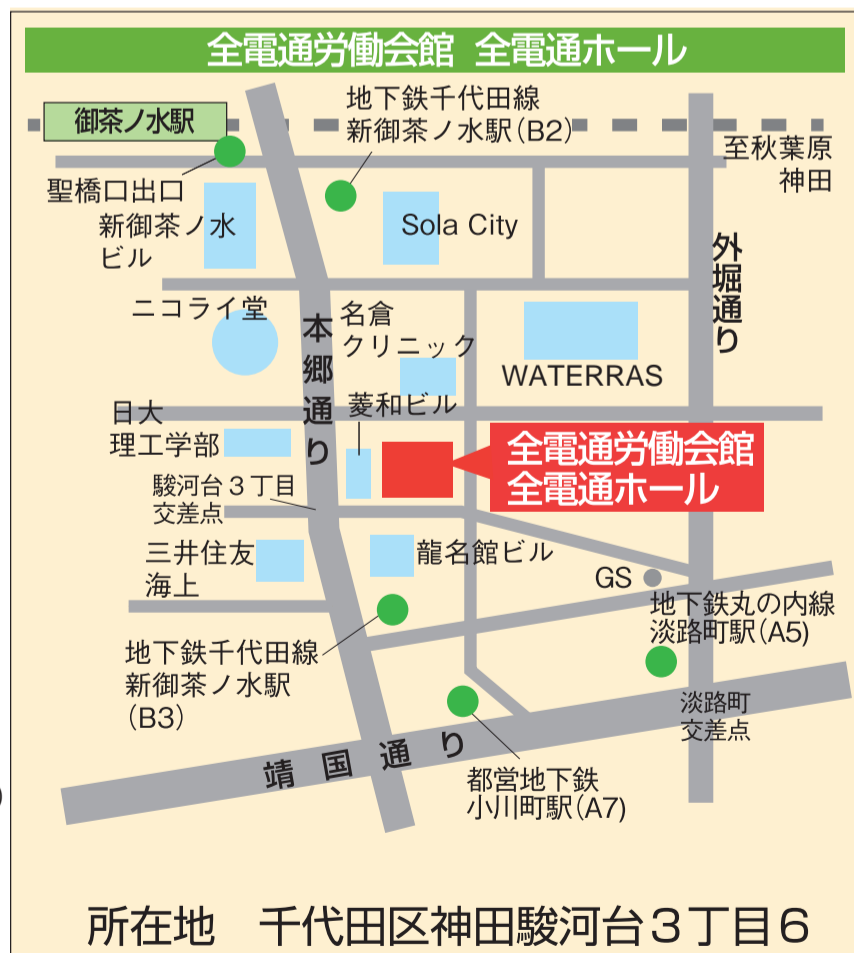 全電通労働会館 全電通ホール
御茶ノ水駅
地下鉄千代田線
新御茶ノ水駅(B2)
至秋葉原
神田
聖橋口出口
新御茶ノ水
ビル
Sola City
外堀通り
ニコライ堂
本郷通り
名倉
クリニック
WATERRAS
日大
理工学部
菱和ビル
全電通労働会館
全電通ホール
駿河台3丁目
交差点
三井住友
海上
龍名館ビル
GS
地下鉄丸の内線
淡路町駅(A5)
地下鉄千代田線
新御茶ノ水駅
(B3)
淡路町
交差点
靖国通り
都営地下鉄
小川町駅(A7)
)
所在地 千代田区神田駿河台3丁目6